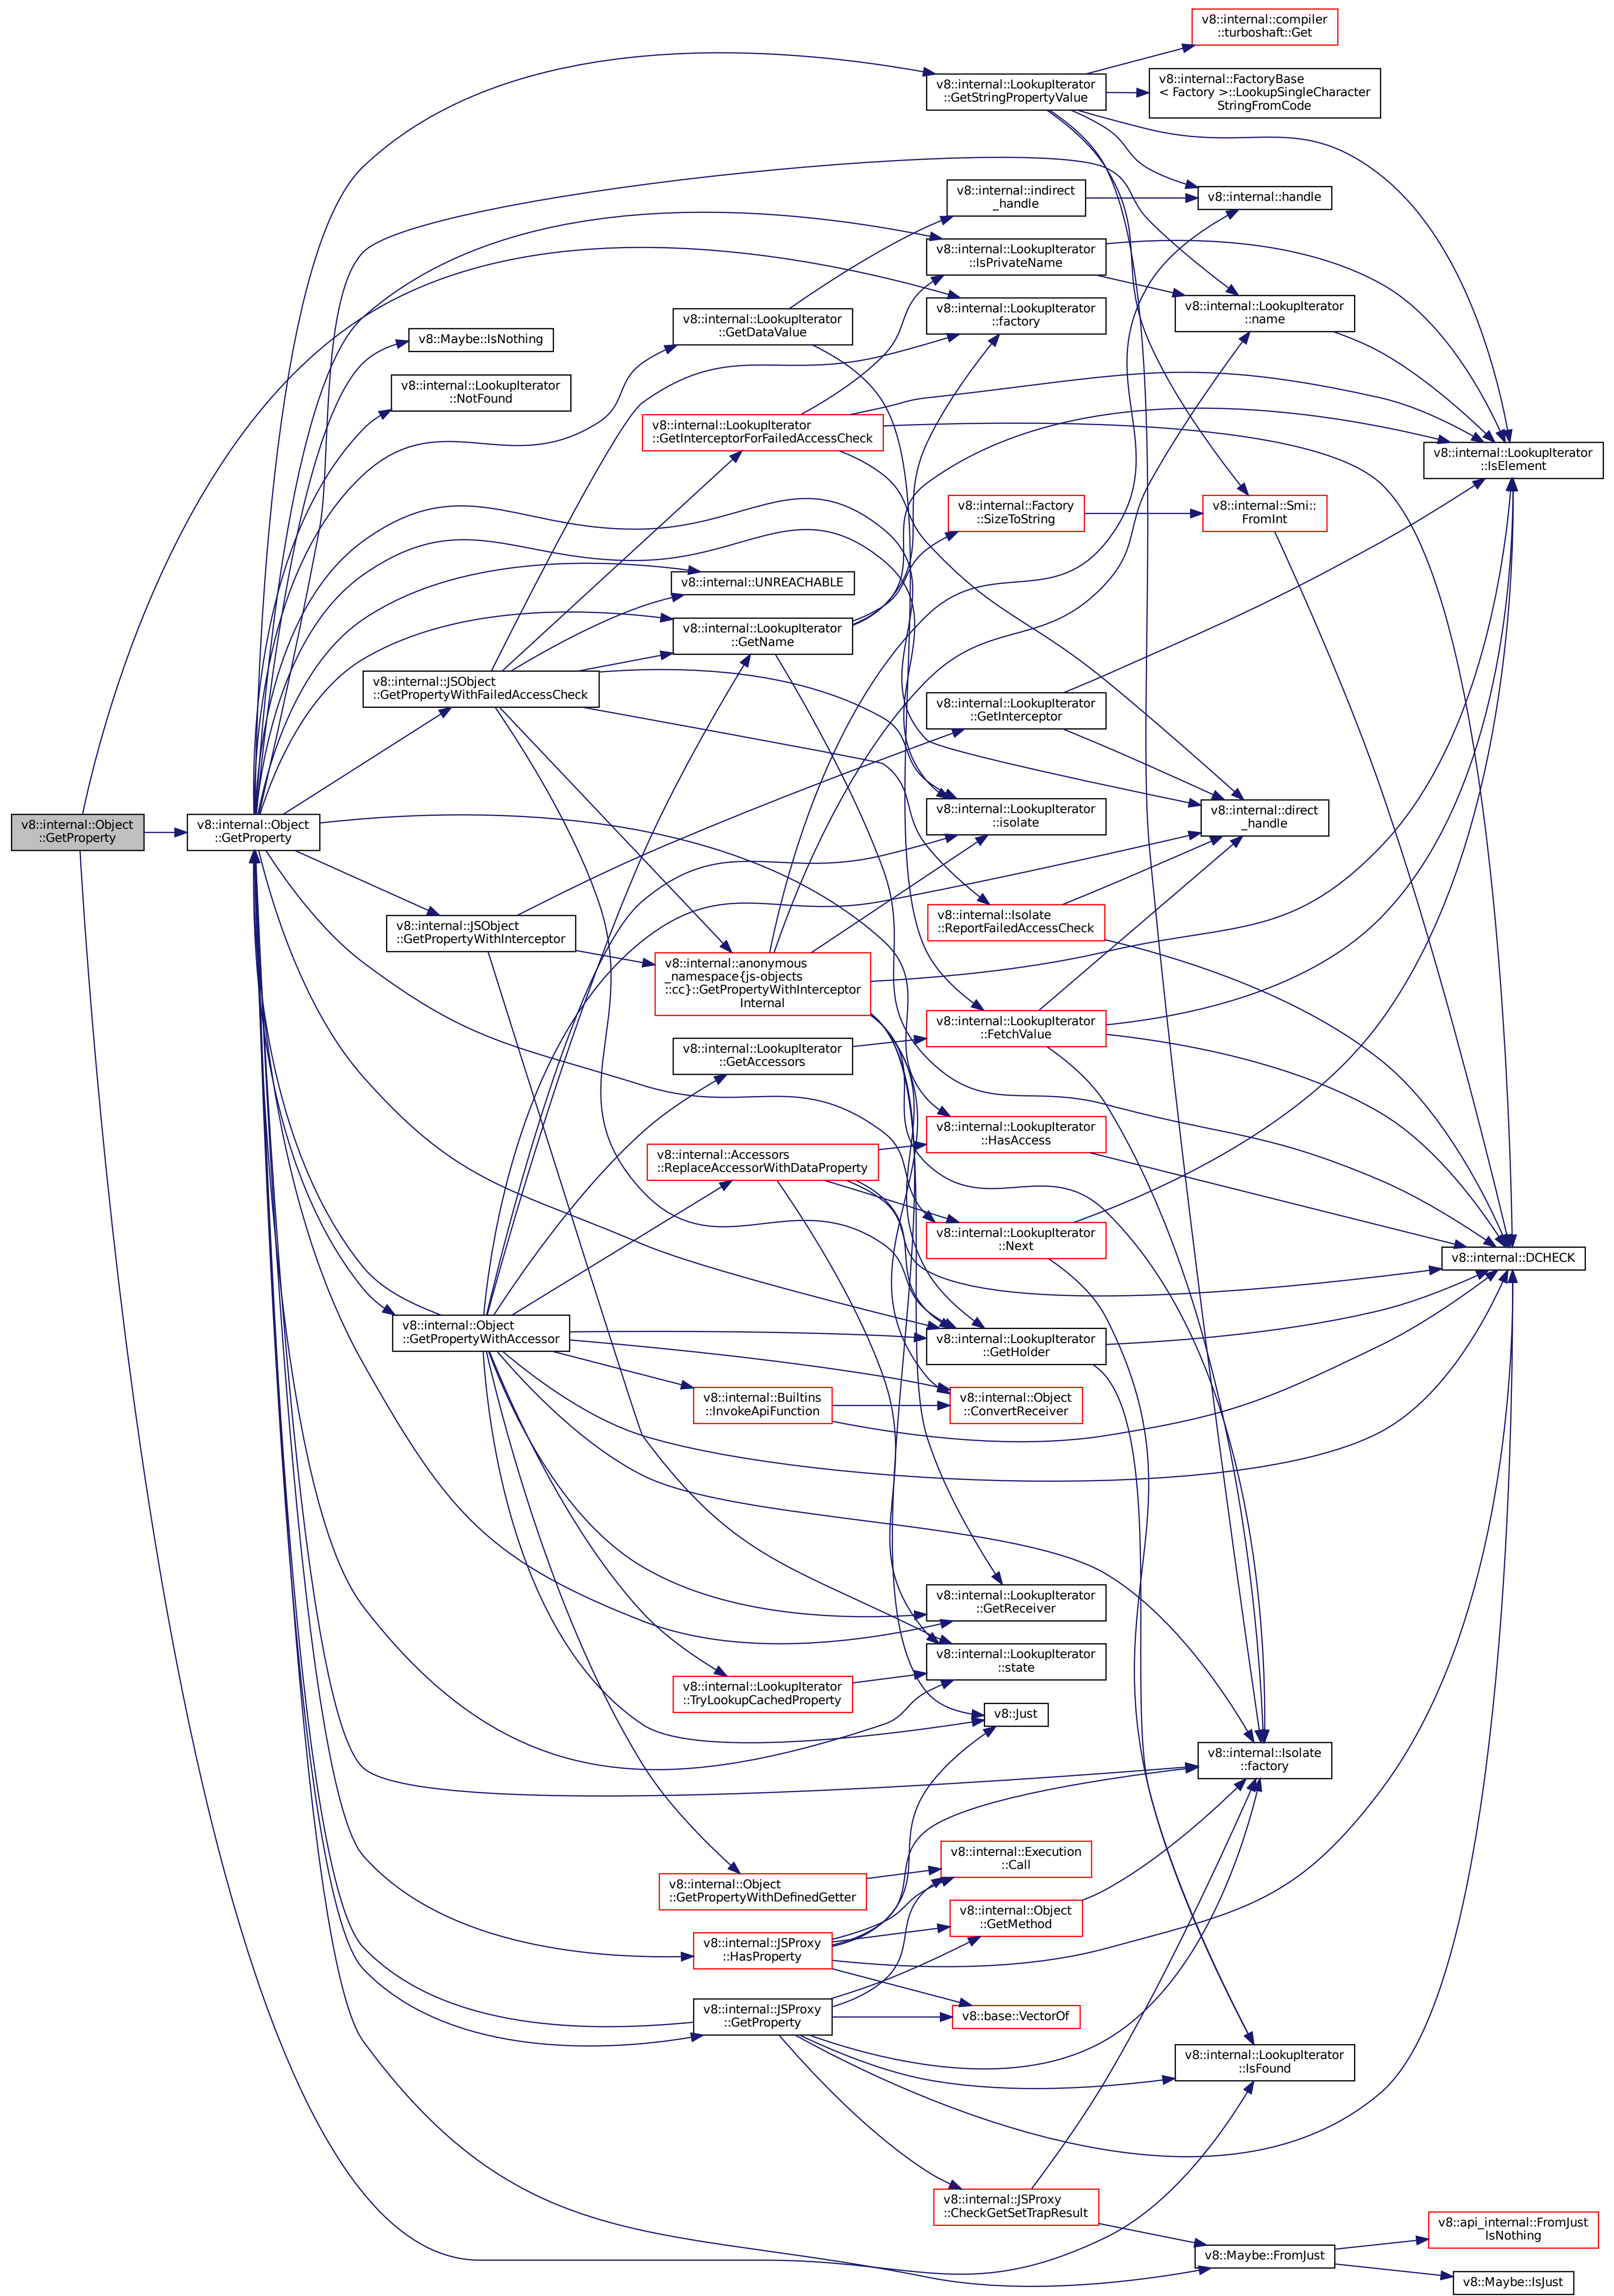 v8::internal::compiler
::turboshaft::Get
v8::internal::LookupIterator
::GetStringPropertyValue
v8::internal::FactoryBase
< Factory >::LookupSingleCharacter
StringFromCode
v8::internal::indirect
_handle
v8::internal::handle
v8::internal::LookupIterator
::IsPrivateName
v8::internal::LookupIterator
::factory
v8::internal::LookupIterator
::name
v8::internal::LookupIterator
::GetDataValue
v8::Maybe::IsNothing
v8::internal::LookupIterator
::NotFound
v8::internal::LookupIterator
::GetInterceptorForFailedAccessCheck
v8::internal::LookupIterator
::IsElement
v8::internal::Factory
::SizeToString
v8::internal::Smi::
FromInt
v8::internal::UNREACHABLE
v8::internal::LookupIterator
::GetName
v8::internal::JSObject
::GetPropertyWithFailedAccessCheck
v8::internal::LookupIterator
::GetInterceptor
v8::internal::LookupIterator
::isolate
v8::internal::direct
_handle
v8::internal::Object
::GetProperty
v8::internal::Object
::GetProperty
v8::internal::JSObject
::GetPropertyWithInterceptor
v8::internal::Isolate
::ReportFailedAccessCheck
v8::internal::anonymous
_namespace{js-objects
::cc}::GetPropertyWithInterceptor
Internal
v8::internal::LookupIterator
::FetchValue
v8::internal::LookupIterator
::GetAccessors
v8::internal::LookupIterator
::HasAccess
v8::internal::Accessors
::ReplaceAccessorWithDataProperty
v8::internal::LookupIterator
::Next
v8::internal::DCHECK
v8::internal::Object
::GetPropertyWithAccessor
v8::internal::LookupIterator
::GetHolder
v8::internal::Builtins
::InvokeApiFunction
v8::internal::Object
::ConvertReceiver
v8::internal::LookupIterator
::GetReceiver
v8::internal::LookupIterator
::state
v8::internal::LookupIterator
::TryLookupCachedProperty
v8::Just
v8::internal::Isolate
::factory
v8::internal::Execution
::Call
v8::internal::Object
::GetPropertyWithDefinedGetter
v8::internal::Object
::GetMethod
v8::internal::JSProxy
::HasProperty
v8::internal::JSProxy
::GetProperty
v8::base::VectorOf
v8::internal::LookupIterator
::IsFound
v8::internal::JSProxy
::CheckGetSetTrapResult
v8::api_internal::FromJust
IsNothing
v8::Maybe::FromJust
v8::Maybe::IsJust